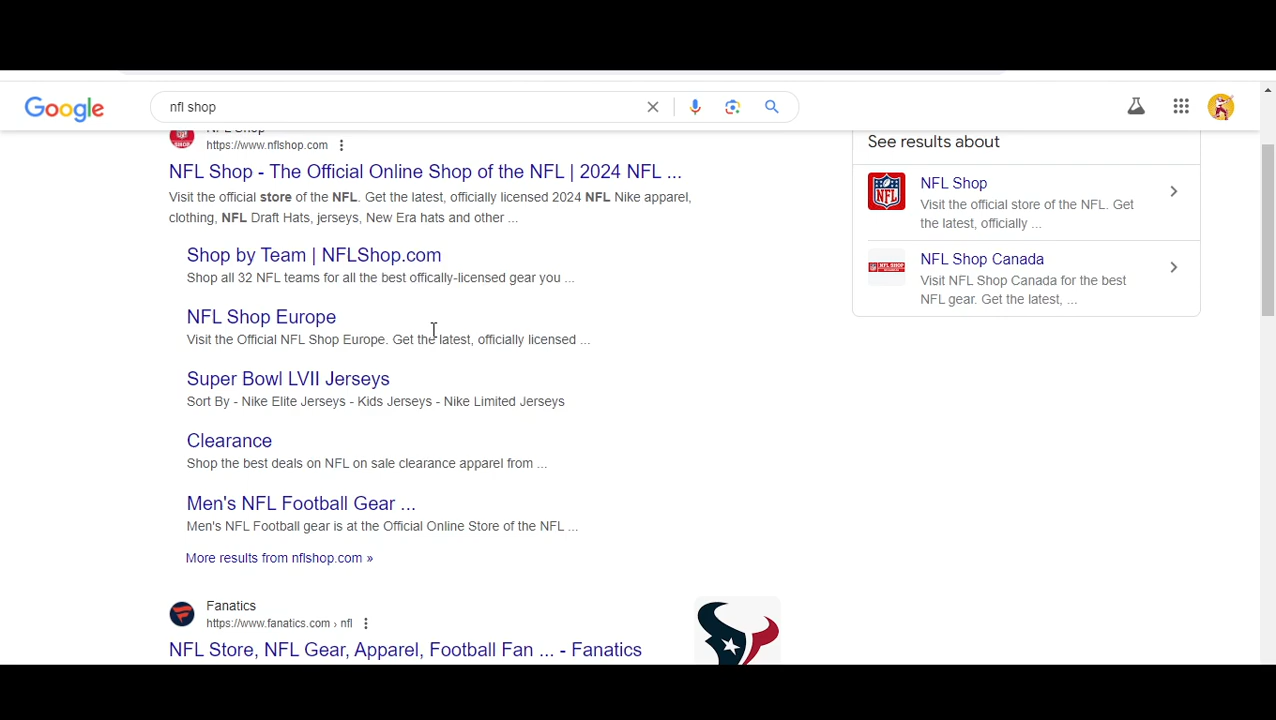 Google
nfl shop
NFL Shop
https://www.nflshop.com
NFL Shop - The Official Online Shop of the NFL | 2024 NFL ...
Visit the official store of the NFL. Get the latest, officially licensed 2024 NFL Nike apparel,
clothing, NFL Draft Hats, jerseys, New Era hats and other ...
Shop by Team | NFLShop.com
Shop all 32 NFL teams for all the best offically-licensed gear you ...
NFL Shop Europe
Visit the Official NFL Shop Europe. Get the latest, officially licensed ...
Super Bowl LVII Jerseys
Sort By - Nike Elite Jerseys - Kids Jerseys - Nike Limited Jerseys
Clearance
Shop the best deals on NFL on sale clearance apparel from ...
Men's NFL Football Gear ...
Men's NFL Football gear is at the Official Online Store of the NFL ...
More results from nflshop.com »
Fanatics
https://www.fanatics.com › nfl
NFL Store, NFL Gear, Apparel, Football Fan ... - Fanatics
See results about
NFL
NFL Shop
Visit the official store of the NFL. Get
the latest, officially ...
NFL SHOP
NFL Shop Canada
Visit NFL Shop Canada for the best
NFL gear. Get the latest, ...